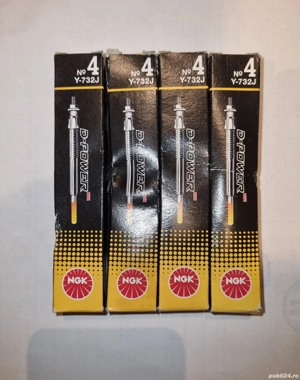 No 4
Y-732J
D-POWER
NGK
No 4
Y-732J
D-POWER
NGK
No 4
Y-732J
D-POWER
NGK
No 4
Y-732J
D-POWER
NGK
publi24.ro